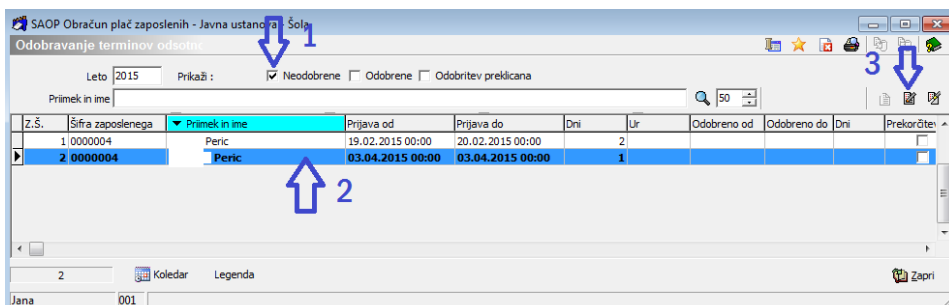 SAOP Obračun plač zaposlenih - Javna ustanova - Šola
1
Odobravanje terminov odsotno
3
Leto 2015 Prikaži : Neodobrene Odobrene Odobritev preklicana
Priimek in ime 50
Z.Š. Šifra zaposlenega Priimek in ime Prijava od Prijava do Dni Ur Odobreno od Odobreno do Dni Prekoračitev
1 0000004 Peric 19.02.2015 00:00 20.02.2015 00:00 2
2 0000004 Peric 03.04.2015 00:00 03.04.2015 00:00 1
2
2 Koledar Legenda Zapri
Jana 001